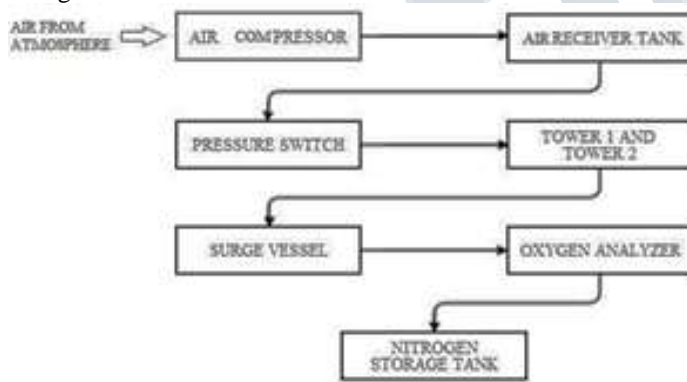 AIR FROM
ATMOSPHERE
AIR COMPRESSOR
AIR RECEIVER TANK
PRESSURE SWITCH
TOWER 1 AND
TOWER 2
SURGE VESSEL
OXYGEN ANALYZER
NITROGEN
STORAGE TANK